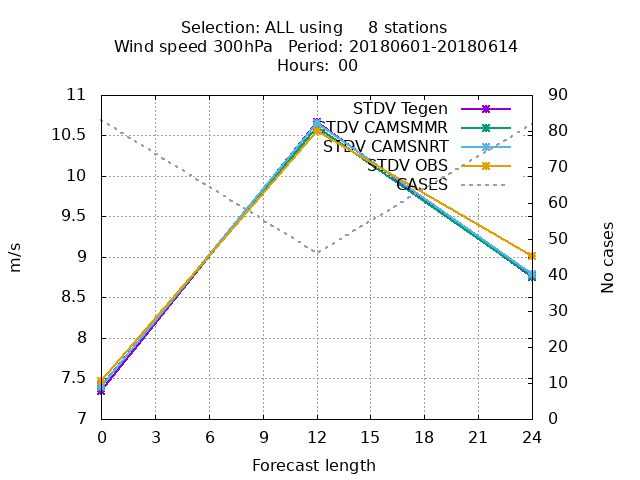 Selection: ALL using     8 stations
Wind speed 300hPa   Period: 20180601-20180614
Hours: 00
m/s
11
10.5
10
9.5
9
8.5
8
7.5
7
STDV Tegen
STDV CAMSMMR
STDV CAMSNRT
STDV OBS
CASES
90
80
70
60
50
40
30
20
10
0
No cases
0 3 6 9 12 15 18 21 24
Forecast length